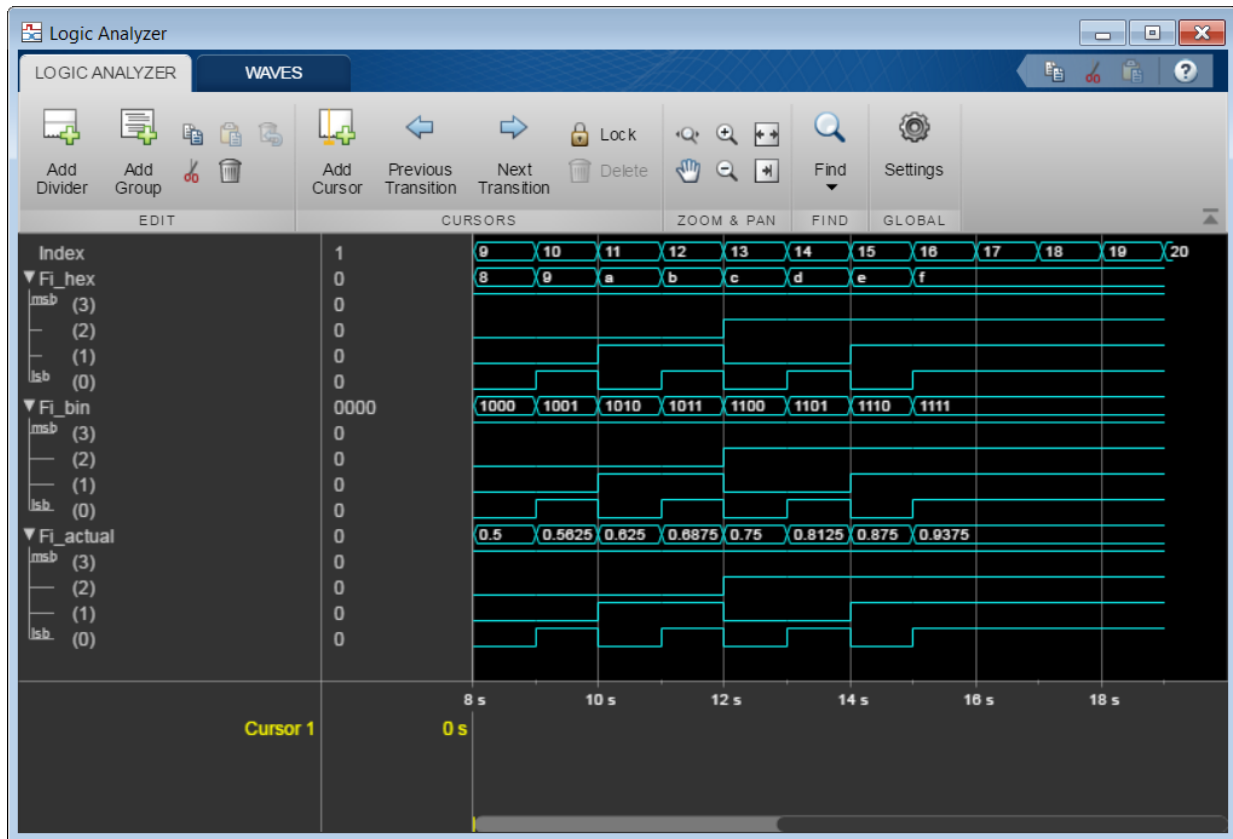 Logic Analyzer
LOGIC ANALYZER WAVES
Lock
Add Divider Add Group Add Cursor Previous Transition Next Transition Delete Find Settings
EDIT CURSORS ZOOM & PAN FIND GLOBAL
Index 1 9 10 11 12 13 14 15 16 17 18 19 20
Fi_hex 0 8 9 a b c d e f
msb (3) 0
(2) 0
(1) 0
lsb (0) 0
Fi_bin 0000 1000 1001 1010 1011 1100 1101 1110 1111
msb (3) 0
(2) 0
(1) 0
lsb (0) 0
Fi_actual 0 0.5 0.5625 0.625 0.6875 0.75 0.8125 0.875 0.9375
msb (3) 0
(2) 0
(1) 0
lsb (0) 0
8 s 10 s 12 s 14 s 16 s 18 s
Cursor 1 0 s